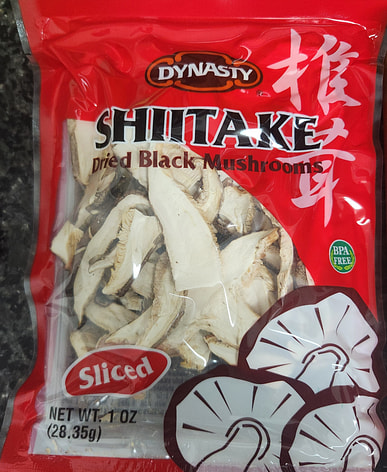 DYNASTY
椎茸
SHIITAKE
Dried Black Mushrooms
BPA
FREE
Sliced
NET WT. 1 OZ
(28.35g)